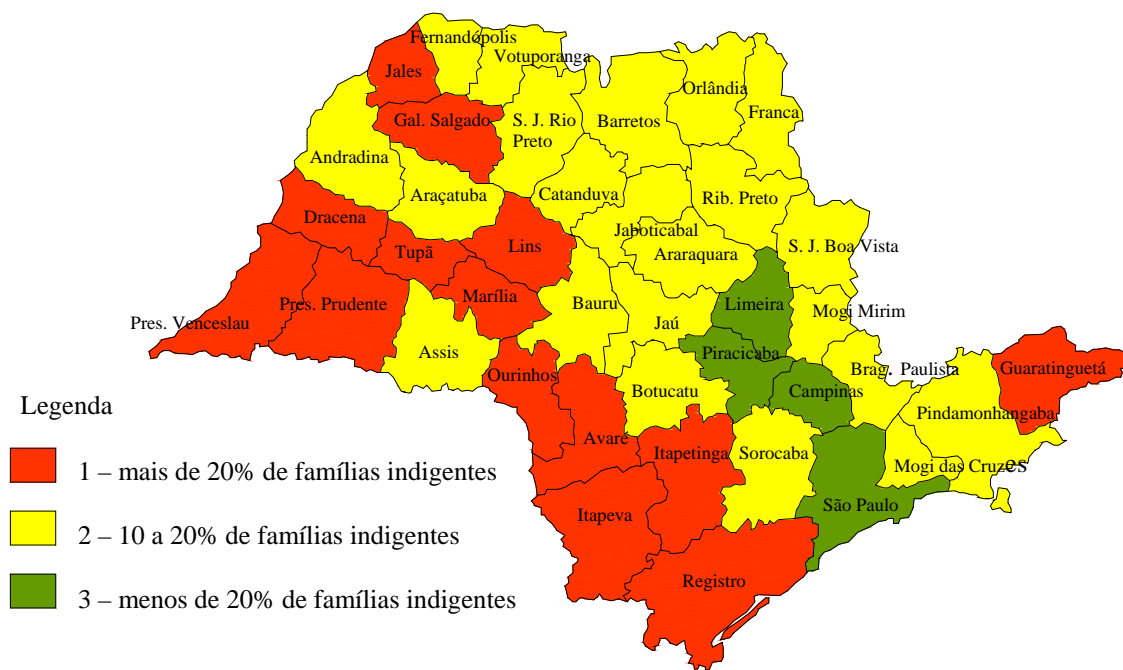 Fernandópolis
Votuporanga
Jales
Orlândia
Franca
Gal. Salgado
S. J. Rio
Preto
Barretos
Andradina
Araçatuba
Catanduva
Rib. Preto
Dracena
Jaboticabal
Tupã
Lins
Araraquara
S. J. Boa Vista
Pres. Venceslau
Pres. Prudente
Marília
Bauru
Jaú
Limeira
Mogi Mirim
Assis
Piracicaba
Ourinhos
Botucatu
Campinas
Brag. Paulista
Guaratinguetá
Pindamonhangaba
Avaré
Itapetinga
Sorocaba
Mogi das Cruzes
Itapeva
São Paulo
Registro
Legenda
1 – mais de 20% de famílias indigentes
2 – 10 a 20% de famílias indigentes
3 – menos de 20% de famílias indigentes